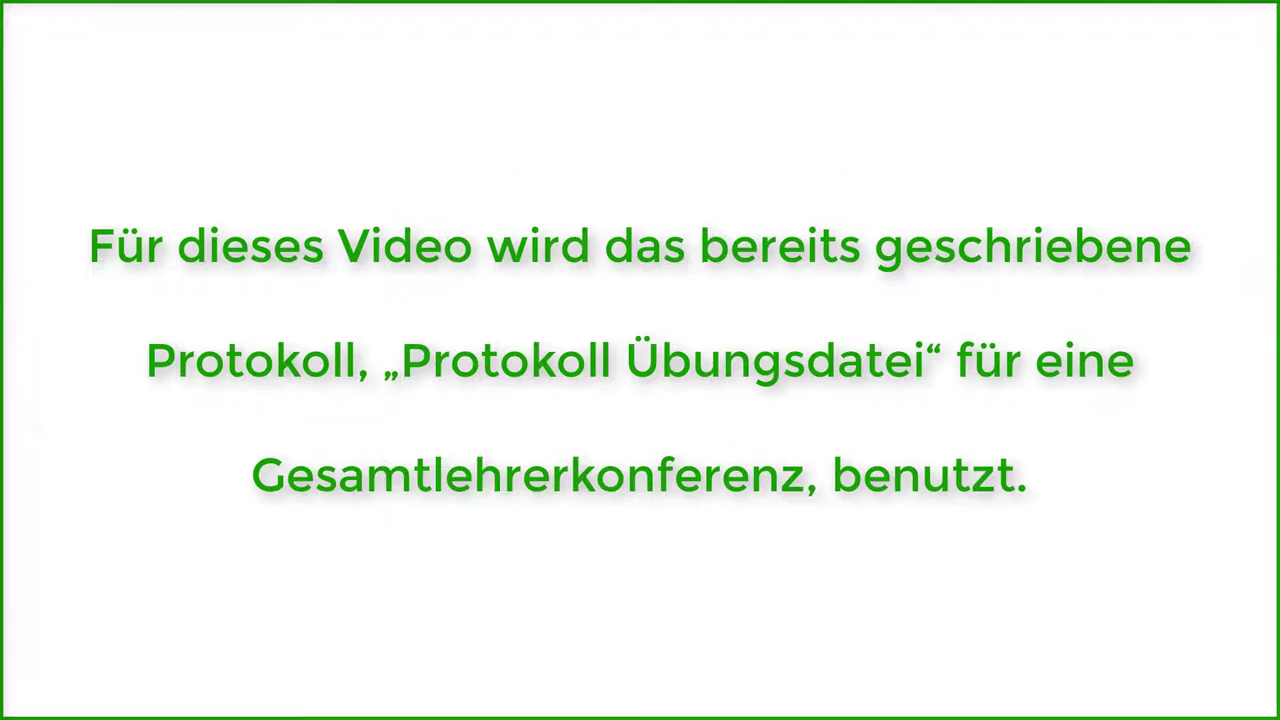 Für dieses Video wird das bereits geschriebene
Protokoll, „Protokoll Übungsdatei“ für eine
Gesamtlehrerkonferenz, benutzt.